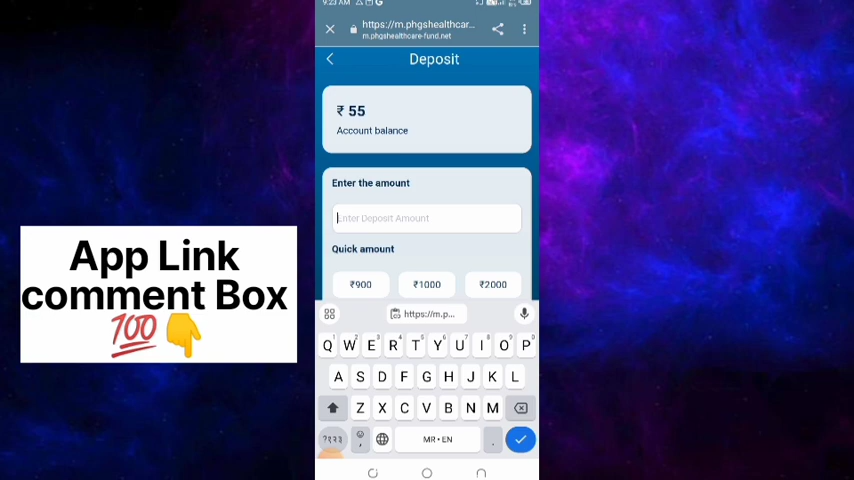 9:23 AM
https://m.phgshealthcar...
m.phgshealthcare-fund.net
Deposit
₹ 55
Account balance
Enter the amount
Enter Deposit Amount
Quick amount
₹900 ₹1000 ₹2000
App Link
comment Box
💯👇
https://m.p...
Q W E R T Y U I O P
A S D F G H J K L
Z X C V B N M
?१२३ , MR • EN .